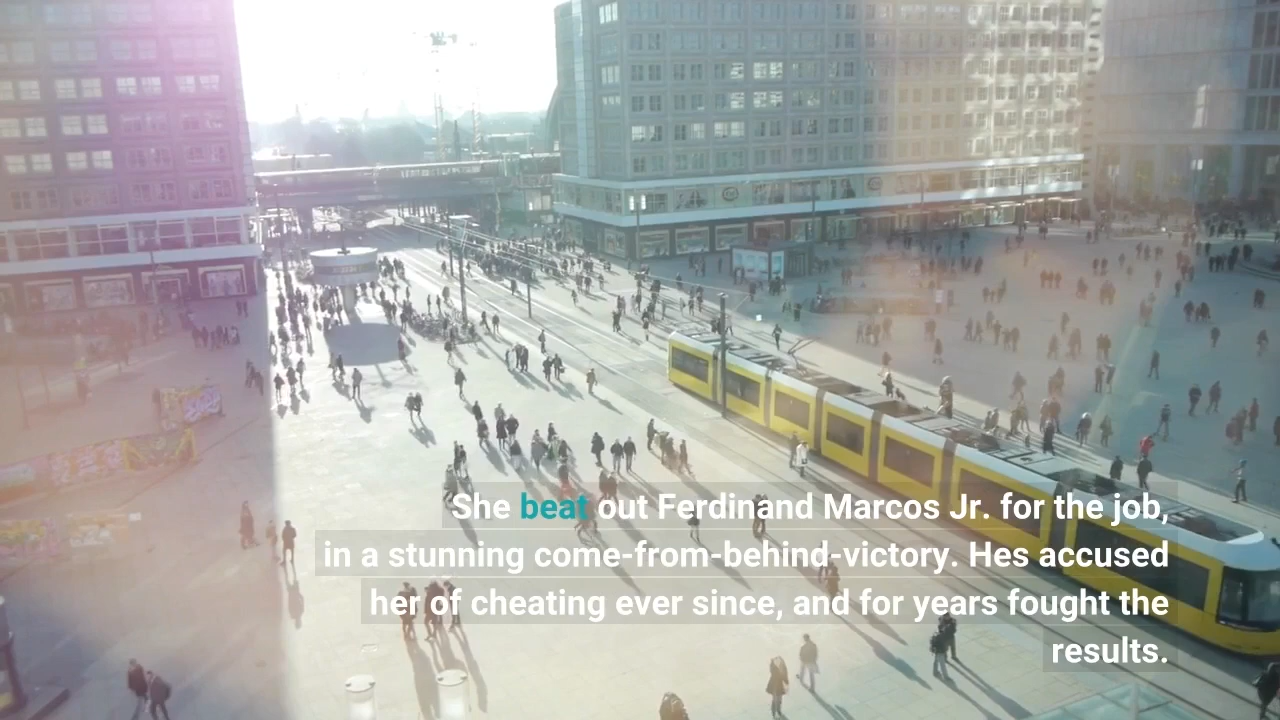 She beat out Ferdinand Marcos Jr. for the job,
in a stunning come-from-behind-victory. Hes accused
her of cheating ever since, and for years fought the
results.